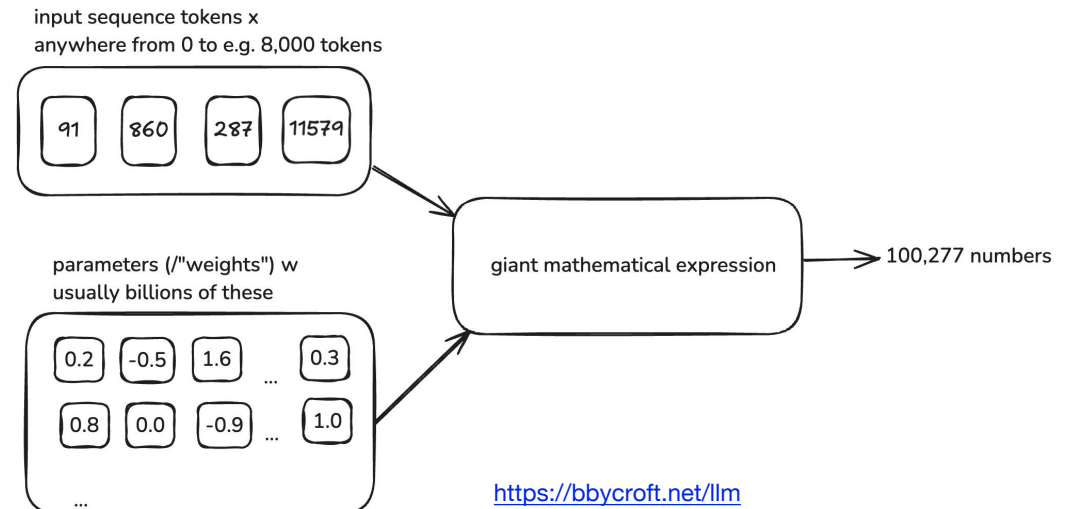 input sequence tokens x
anywhere from 0 to e.g. 8,000 tokens
91 860 287 11579
giant mathematical expression
100,277 numbers
parameters (/"weights") w
usually billions of these
0.2 -0.5 1.6 ... 0.3
0.8 0.0 -0.9 ... 1.0
...
https://bbycroft.net/llm